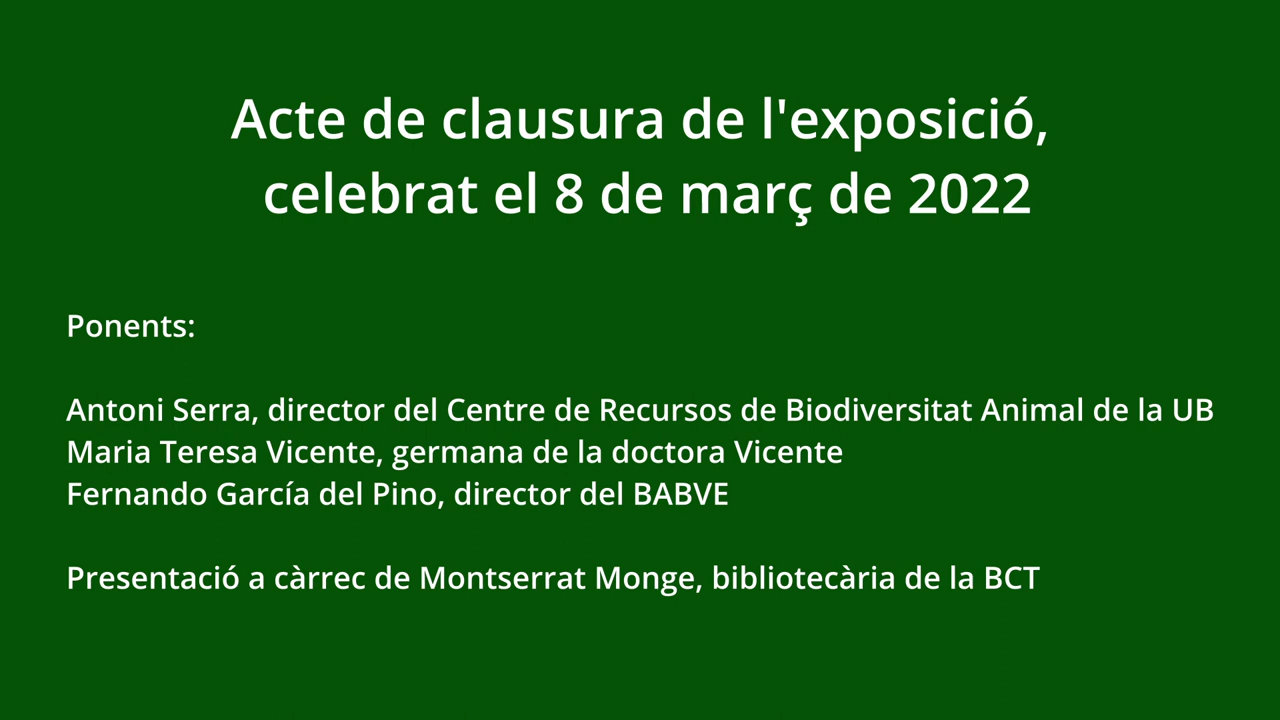 Acte de clausura de l'exposició,
celebrat el 8 de març de 2022
Ponents:
Antoni Serra, director del Centre de Recursos de Biodiversitat Animal de la UB
Maria Teresa Vicente, germana de la doctora Vicente
Fernando García del Pino, director del BABVE
Presentació a càrrec de Montserrat Monge, bibliotecària de la BCT